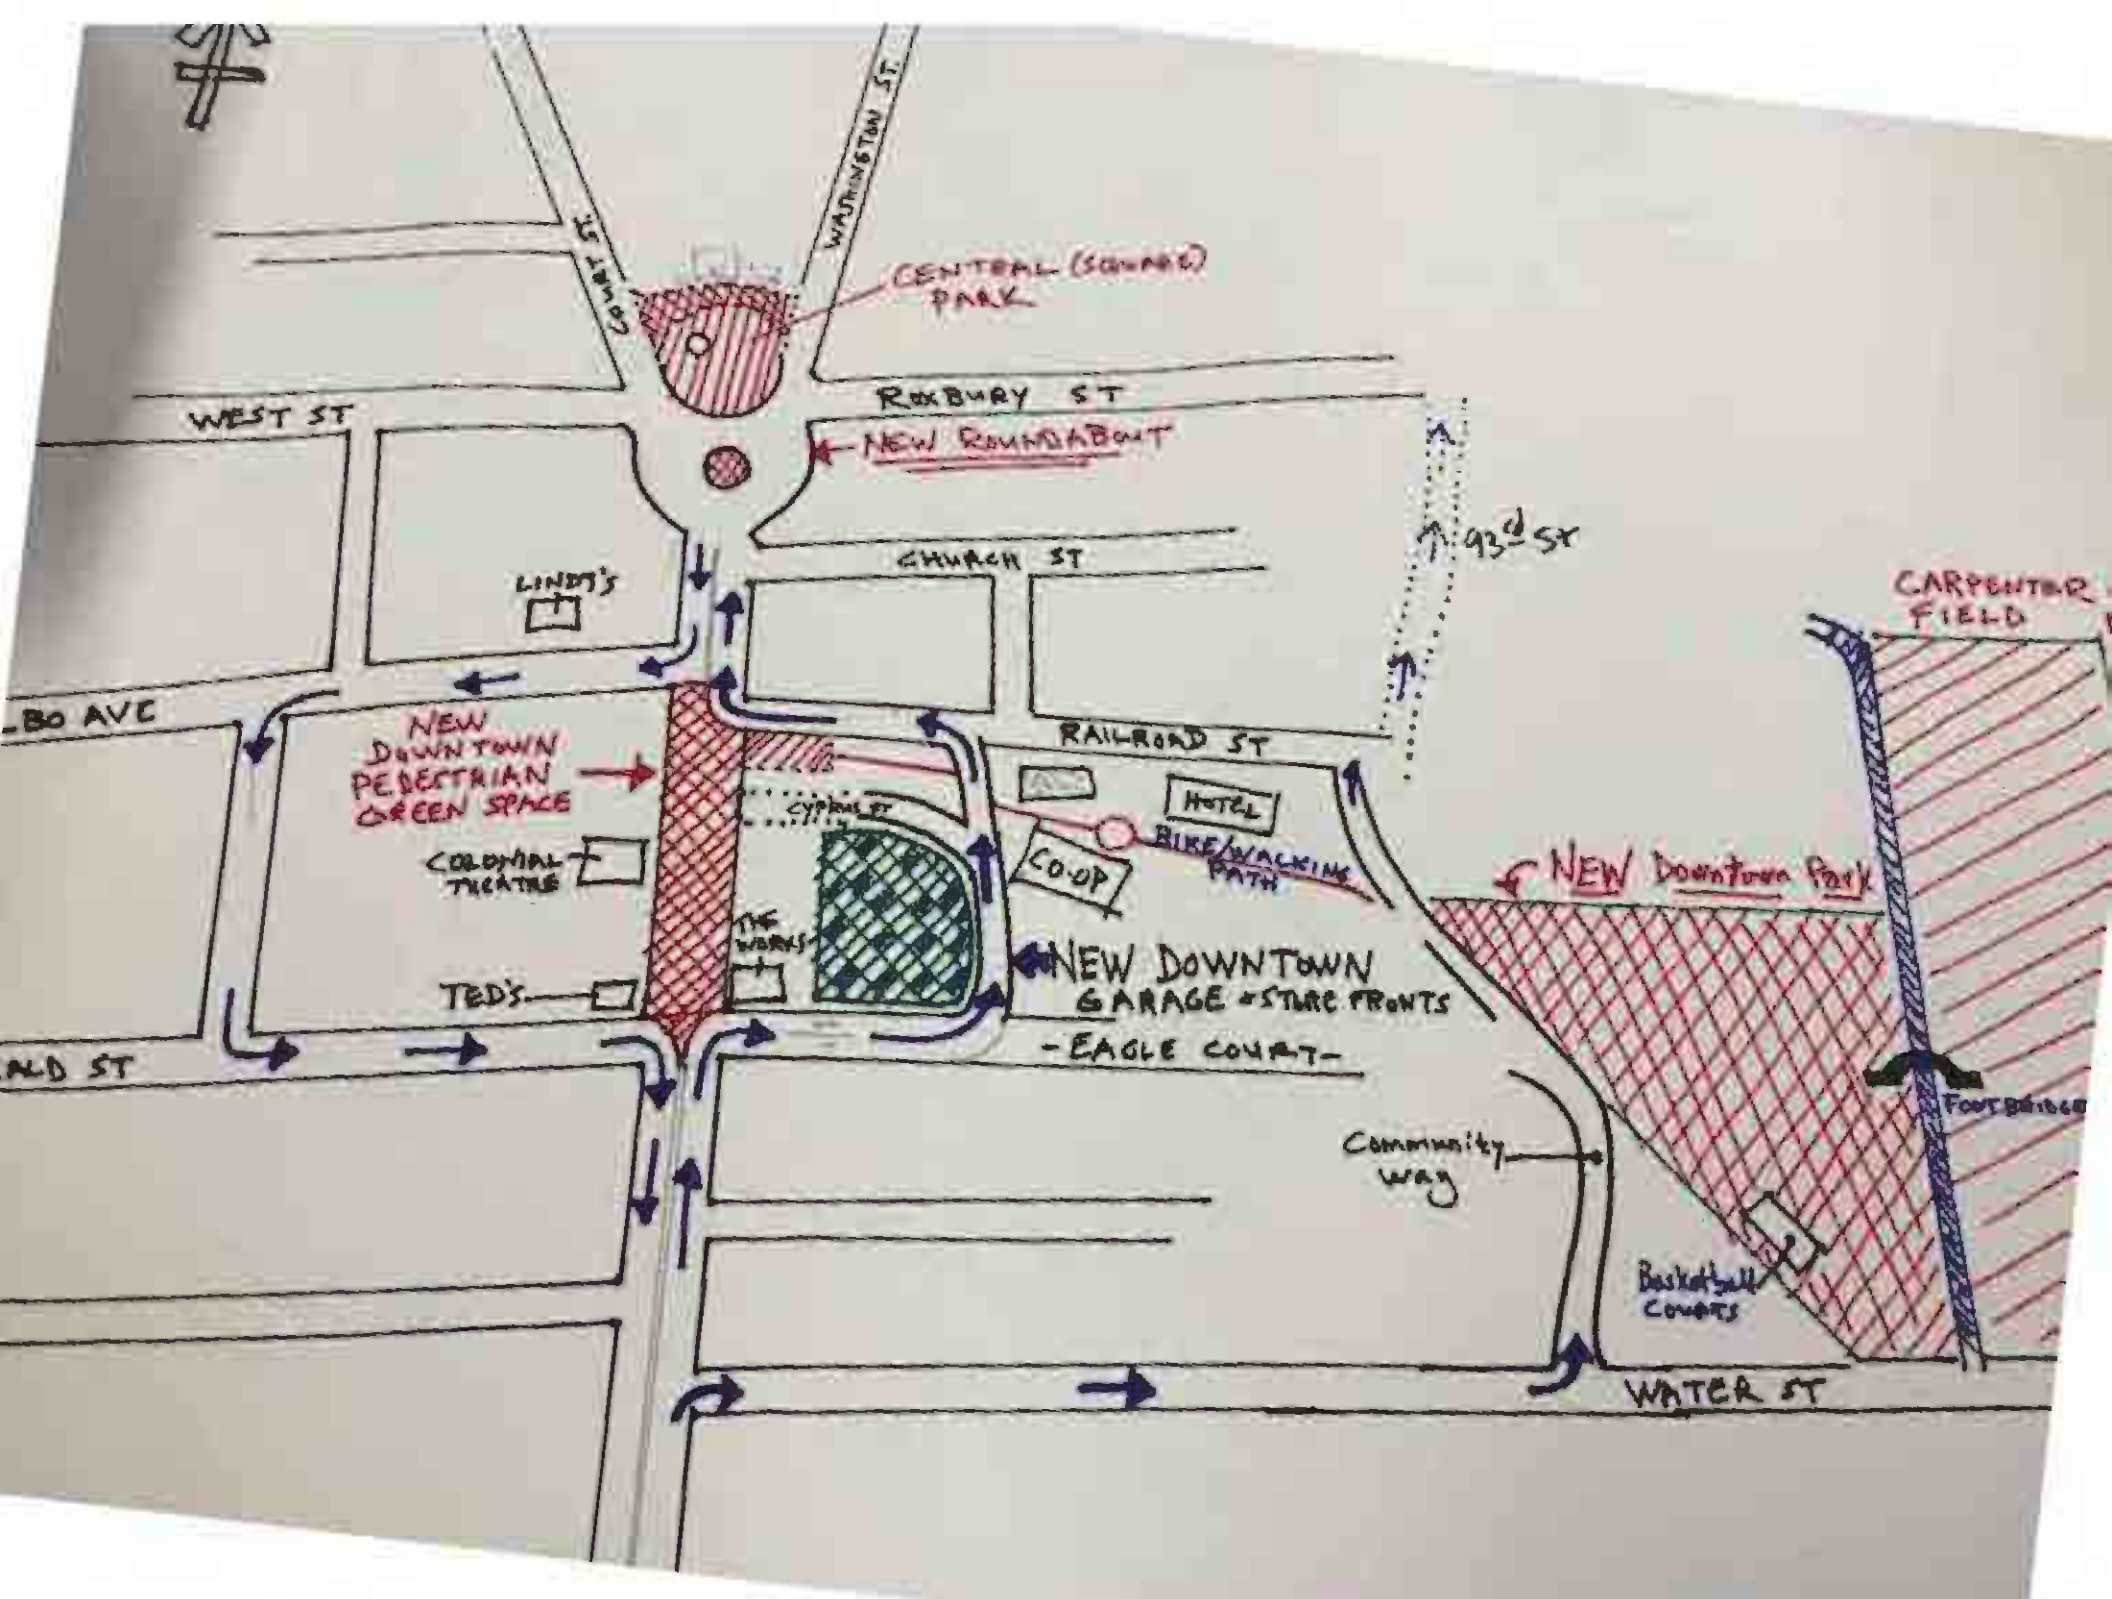 COURT ST.
WASHINGTON ST.
CENTRAL (SQUARE)
PARK
WEST ST
ROXBURY ST
NEW ROUNDABOUT
CHURCH ST
93rd St
LINDY'S
CARPENTER
FIELD
LBO AVE
NEW
DOWNTOWN
PEDESTRIAN
GREEN SPACE
RAILROAD ST
CYPRUS ST
HOTEL
CO-OP
BIKE/WALKING
PATH
COLONIAL
THEATRE
NEW Downtown Park
THE
WORKS
TED'S
NEW DOWNTOWN
GARAGE & STORE FRONTS
-EAGLE COURT-
ALD ST
FOOTBRIDGE
Community
Way
Basketball
COURTS
WATER ST